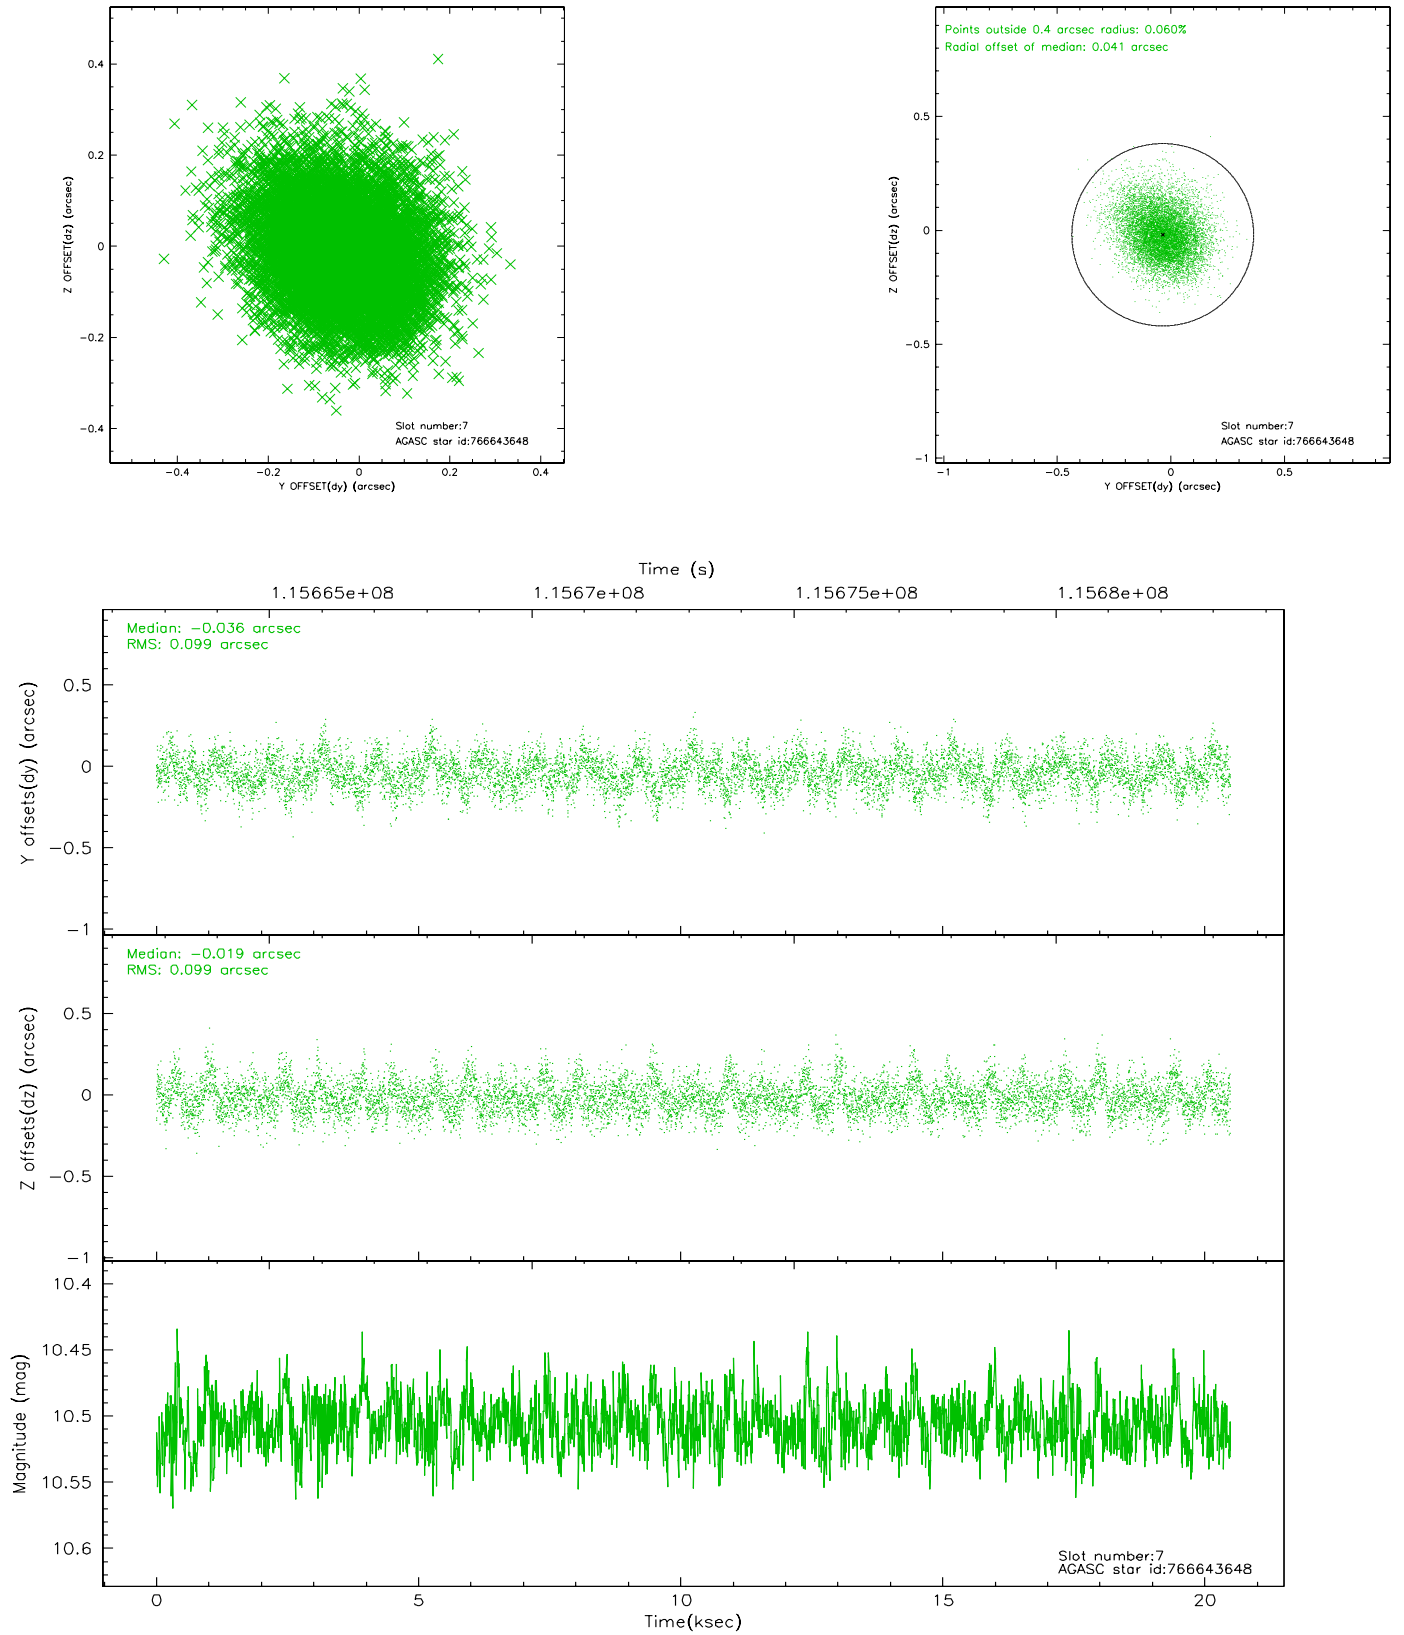 0.4
0.2
0
−0.2
−0.4
Z OFFSET(dz) (arcsec)
Slot number:7
AGASC star id:766643648
−0.4
−0.2
0
0.2
0.4
Y OFFSET(dy) (arcsec)
Points outside 0.4 arcsec radius: 0.060%
Radial offset of median: 0.041 arcsec
0.5
0
−0.5
−1
Z OFFSET(dz) (arcsec)
Slot number:7
AGASC star id:766643648
−1
−0.5
0
0.5
Y OFFSET(dy) (arcsec)
Time (s)
1.15665e+08
1.1567e+08
1.15675e+08
1.1568e+08
Median: −0.036 arcsec
RMS: 0.099 arcsec
0.5
0
−0.5
−1
Y offsets(dy) (arcsec)
Median: −0.019 arcsec
RMS: 0.099 arcsec
0.5
0
−0.5
−1
Z offsets(dz) (arcsec)
10.4
10.45
10.5
10.55
10.6
Magnitude (mag)
Slot number:7
AGASC star id:766643648
0
5
10
15
20
Time(ksec)